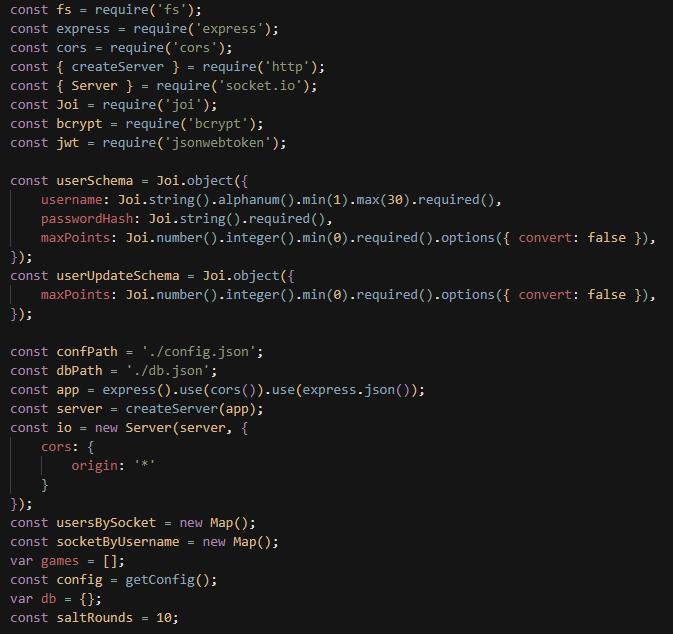 const fs = require('fs');
const express = require('express');
const cors = require('cors');
const { createServer } = require('http');
const { Server } = require('socket.io');
const Joi = require('joi');
const bcrypt = require('bcrypt');
const jwt = require('jsonwebtoken');

const userSchema = Joi.object({
    username: Joi.string().alphanum().min(1).max(30).required(),
    passwordHash: Joi.string().required(),
    maxPoints: Joi.number().integer().min(0).required().options({ convert: false }),
});
const userUpdateSchema = Joi.object({
    maxPoints: Joi.number().integer().min(0).required().options({ convert: false }),
});

const confPath = './config.json';
const dbPath = './db.json';
const app = express().use(cors()).use(express.json());
const server = createServer(app);
const io = new Server(server, {
    cors: {
        origin: '*'
    }
});
const usersBySocket = new Map();
const socketByUsername = new Map();
var games = [];
const config = getConfig();
var db = {};
const saltRounds = 10;